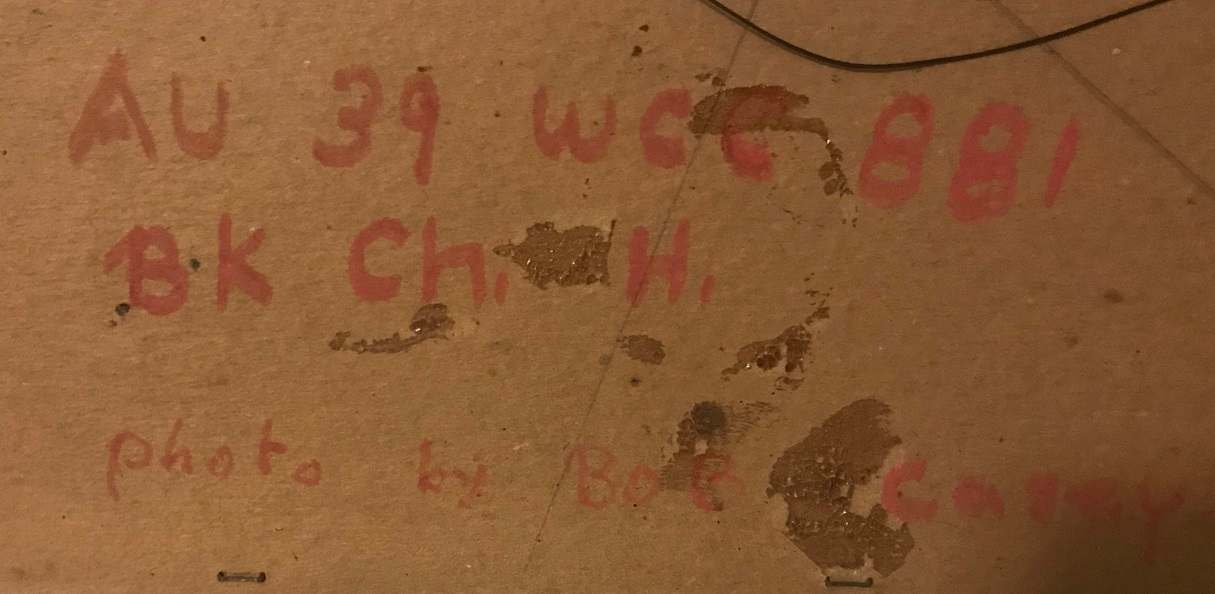 AU 39 WCC 881
BK Ch. H.
photo by BoB Casey